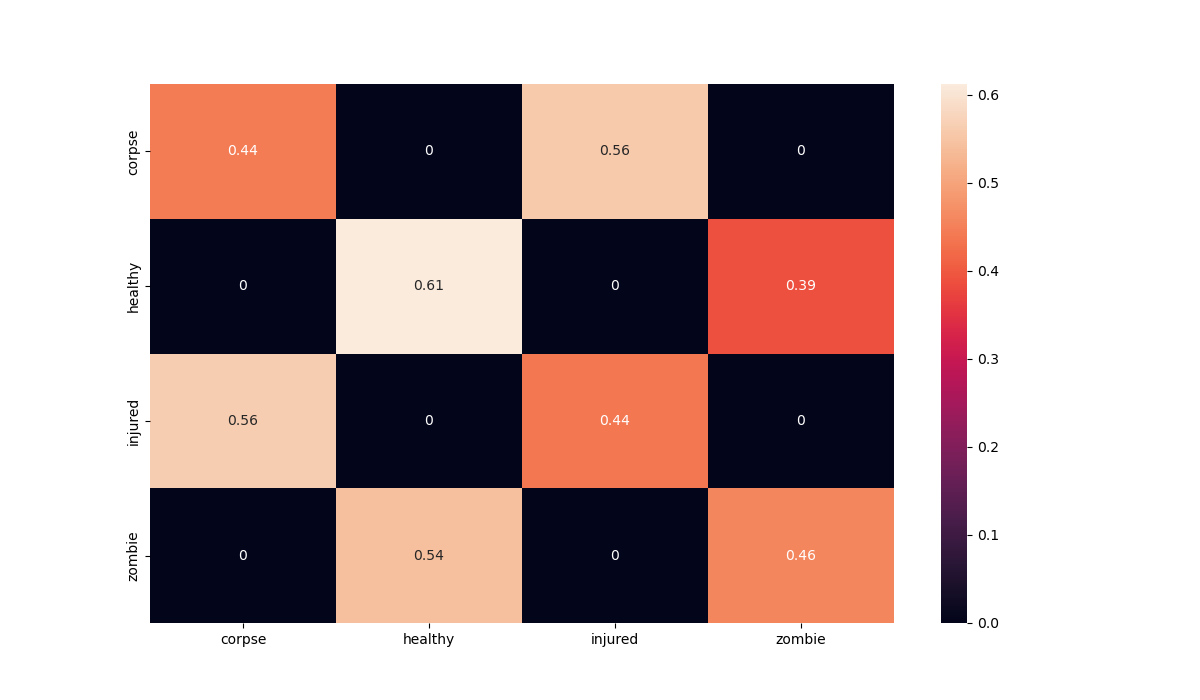 corpse 0.44 0 0.56 0
healthy 0 0.61 0 0.39
injured 0.56 0 0.44 0
zombie 0 0.54 0 0.46
corpse healthy injured zombie
0.6
0.5
0.4
0.3
0.2
0.1
0.0